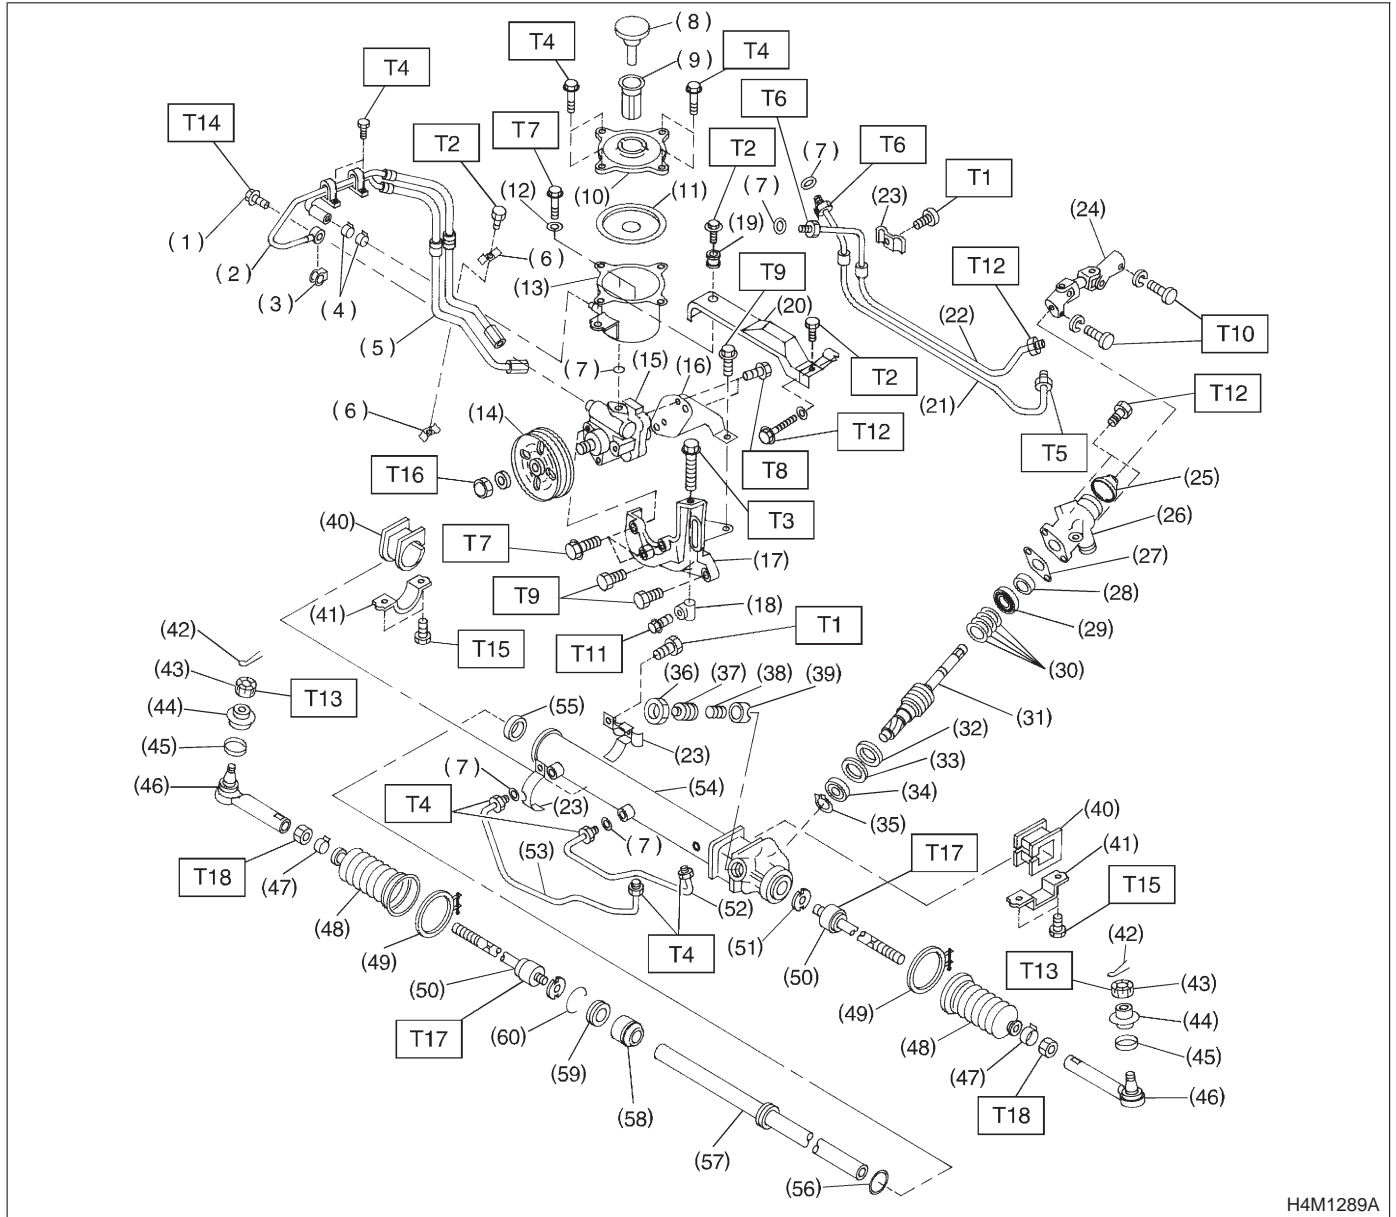 (8)
T4
T4
(9)
T4
T6
T14
T7
T2
T2
(7)
T6
T1
(10)
(11)
(12)
(7)
(23)
(24)
(1)
(19)
(2)
(6)
T9
T12
(3)
(13)
(20)
(4)
T10
(5)
(22)
(7)
(15)
(16)
T2
(21)
T12
(6)
(14)
T12
T5
T8
T16
(25)
(40)
T3
(26)
T7
(17)
(27)
T9
(28)
(41)
(18)
(29)
(42)
T1
T15
T11
(30)
(43)
T13
(36)
(37)
(38)
(39)
(44)
(55)
(31)
(45)
(23)
(32)
(7)
(33)
(46)
(54)
T4
(23)
(34)
(35)
(40)
(7)
(41)
T17
T18
(47)
(53)
(52)
T15
(48)
(51)
(42)
T4
(49)
(50)
T13
(43)
(50)
(49)
(44)
T17
(60)
(48)
(45)
(59)
(47)
(46)
(58)
T18
(57)
(56)
H4M1289A